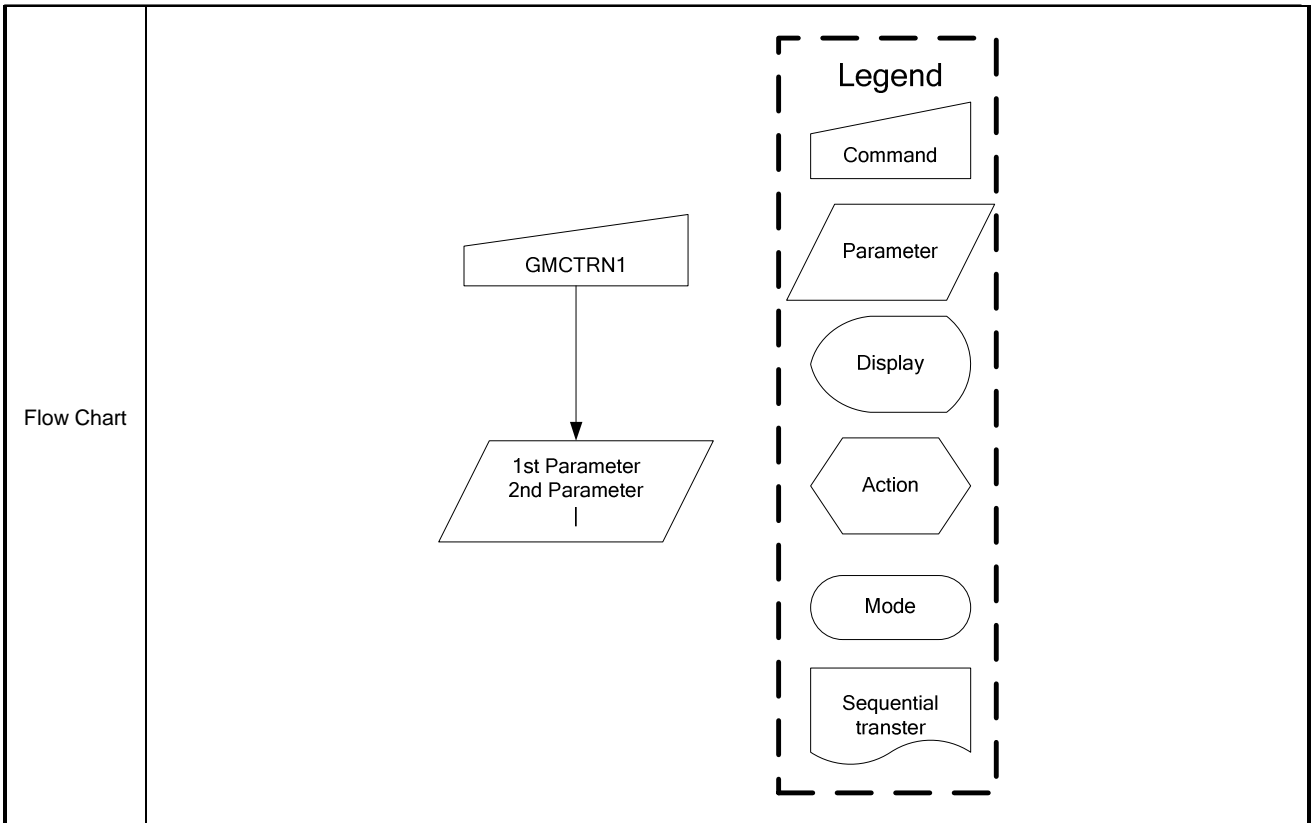 Flow Chart
GMCTRN1
1st Parameter
2nd Parameter
|
Legend
Command
Parameter
Display
Action
Mode
Sequential
transter